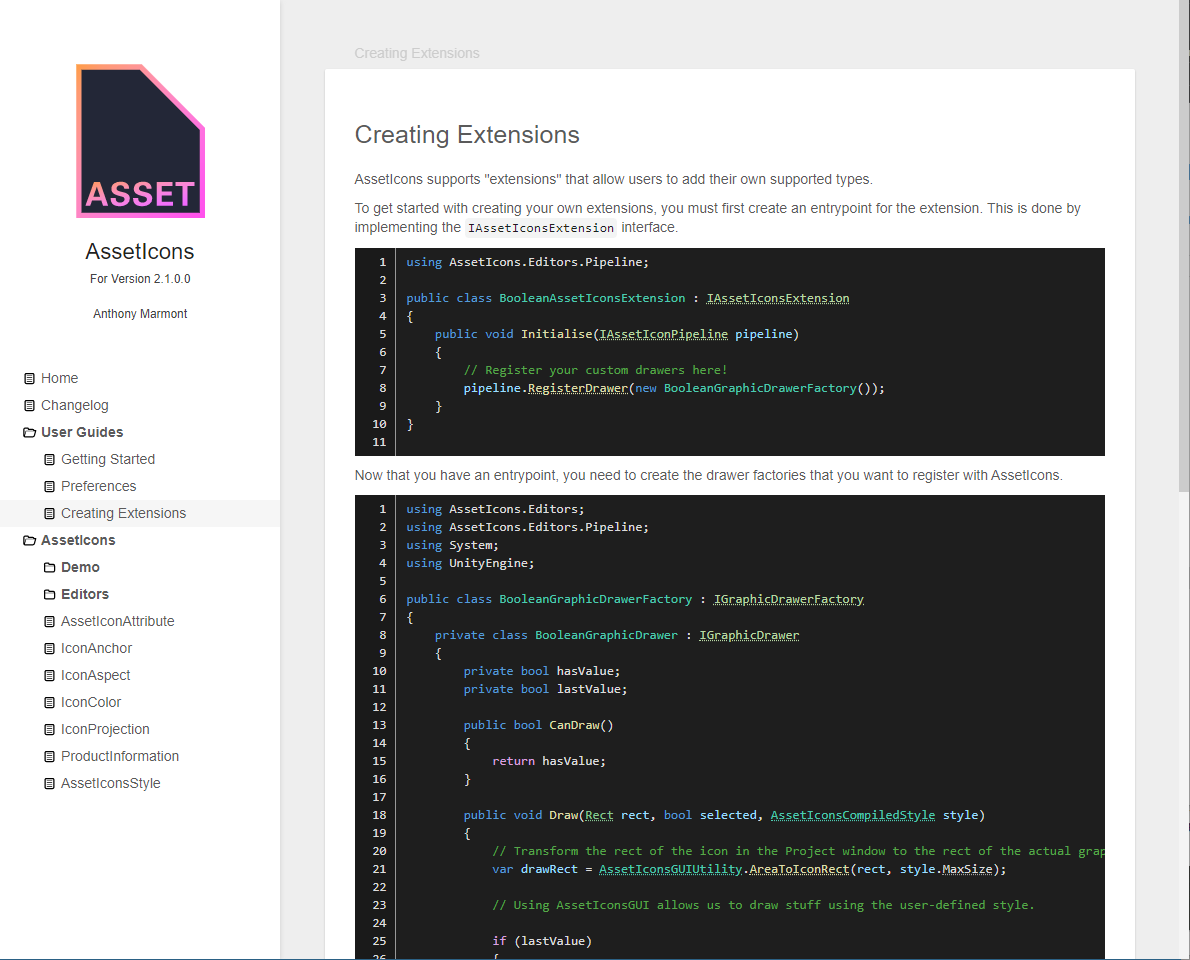 ASSET
AssetIcons
For Version 2.1.0.0
Anthony Marmont
Home
Changelog
User Guides
Getting Started
Preferences
Creating Extensions
AssetIcons
Demo
Editors
AssetIconAttribute
IconAnchor
IconAspect
IconColor
IconProjection
ProductInformation
AssetIconsStyle
Creating Extensions
Creating Extensions
AssetIcons supports "extensions" that allow users to add their own supported types.
To get started with creating your own extensions, you must first create an entrypoint for the extension. This is done by
implementing the IAssetIconsExtension interface.
1 using AssetIcons.Editors.Pipeline;
2
3 public class BooleanAssetIconsExtension : IAssetIconsExtension
4 {
5 public void Initialise(IAssetIconPipeline pipeline)
6 {
7 // Register your custom drawers here!
8 pipeline.RegisterDrawer(new BooleanGraphicDrawerFactory());
9 }
10 }
11
Now that you have an entrypoint, you need to create the drawer factories that you want to register with AssetIcons.
1 using AssetIcons.Editors;
2 using AssetIcons.Editors.Pipeline;
3 using System;
4 using UnityEngine;
5
6 public class BooleanGraphicDrawerFactory : IGraphicDrawerFactory
7 {
8 private class BooleanGraphicDrawer : IGraphicDrawer
9 {
10 private bool hasValue;
11 private bool lastValue;
12
13 public bool CanDraw()
14 {
15 return hasValue;
16 }
17
18 public void Draw(Rect rect, bool selected, AssetIconsCompiledStyle style)
19 {
20 // Transform the rect of the icon in the Project window to the rect of the actual grap
21 var drawRect = AssetIconsGUIUtility.AreaToIconRect(rect, style.MaxSize);
22
23 // Using AssetIconsGUI allows us to draw stuff using the user-defined style.
24
25 if (lastValue)
26 {